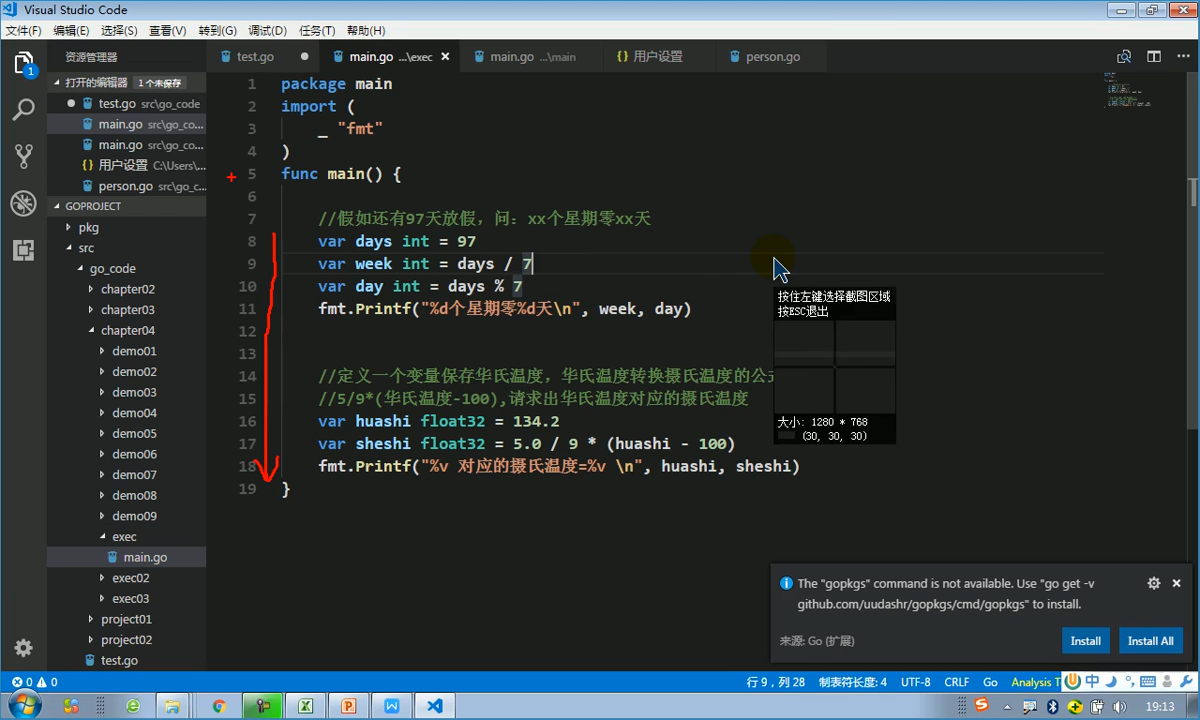 Visual Studio Code
文件(F) 编辑(E) 选择(S) 查看(V) 转到(G) 调试(D) 任务(T) 帮助(H)
资源管理器
test.go
main.go ...\exec
main.go ...\main
{} 用户设置
person.go
1
打开的编辑器 1 个未保存
test.go src\go_code
main.go src\go_co...
main.go src\go_co...
{} 用户设置 C:\Users\...
person.go src\go_c...
GOPROJECT
pkg
src
go_code
chapter02
chapter03
chapter04
demo01
demo02
demo03
demo04
demo05
demo06
demo07
demo08
demo09
exec
main.go
exec02
exec03
project01
project02
test.go
1 package main
2 import (
3 _ "fmt"
4 )
5 func main() {
6
7 //假如还有97天放假，问：xx个星期零xx天
8 var days int = 97
9 var week int = days / 7
10 var day int = days % 7
11 fmt.Printf("%d个星期零%d天\n", week, day)
12
13
14 //定义一个变量保存华氏温度，华氏温度转换摄氏温度的公
15 //5/9*(华氏温度-100),请求出华氏温度对应的摄氏温度
16 var huashi float32 = 134.2
17 var sheshi float32 = 5.0 / 9 * (huashi - 100)
18 fmt.Printf("%v 对应的摄氏温度=%v \n", huashi, sheshi)
19 }
按住左键选择截图区域
按ESC退出
大小: 1280 * 768
(30, 30, 30)
The "gopkgs" command is not available. Use "go get -v
github.com/uudashr/gopkgs/cmd/gopkgs" to install.
来源: Go (扩展)
Install
Install All
0 0
行 9，列 28 制表符长度: 4 UTF-8 CRLF Go Analysis T
中
19:13